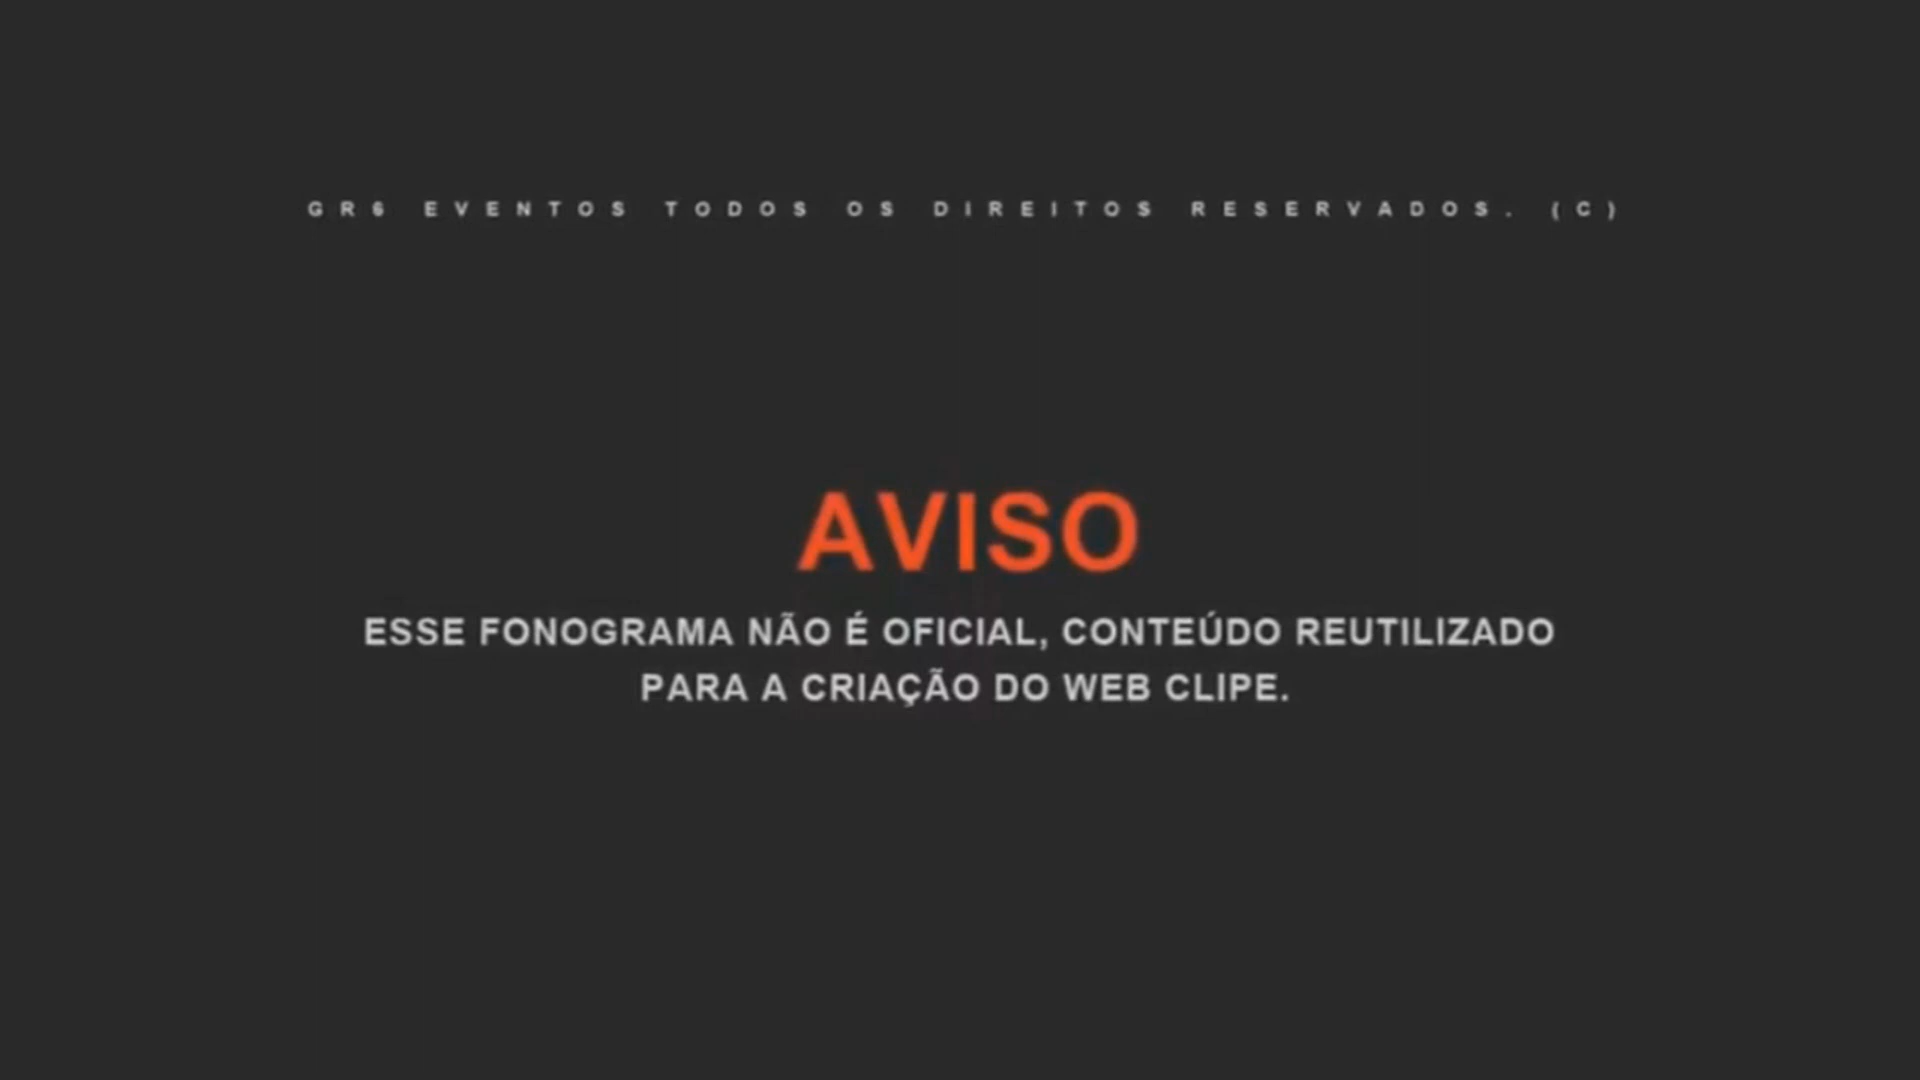 GR6 EVENTOS TODOS OS DIREITOS RESERVADOS. (C)
AVISO
ESSE FONOGRAMA NÃO É OFICIAL, CONTEÚDO REUTILIZADO
PARA A CRIAÇÃO DO WEB CLIPE.